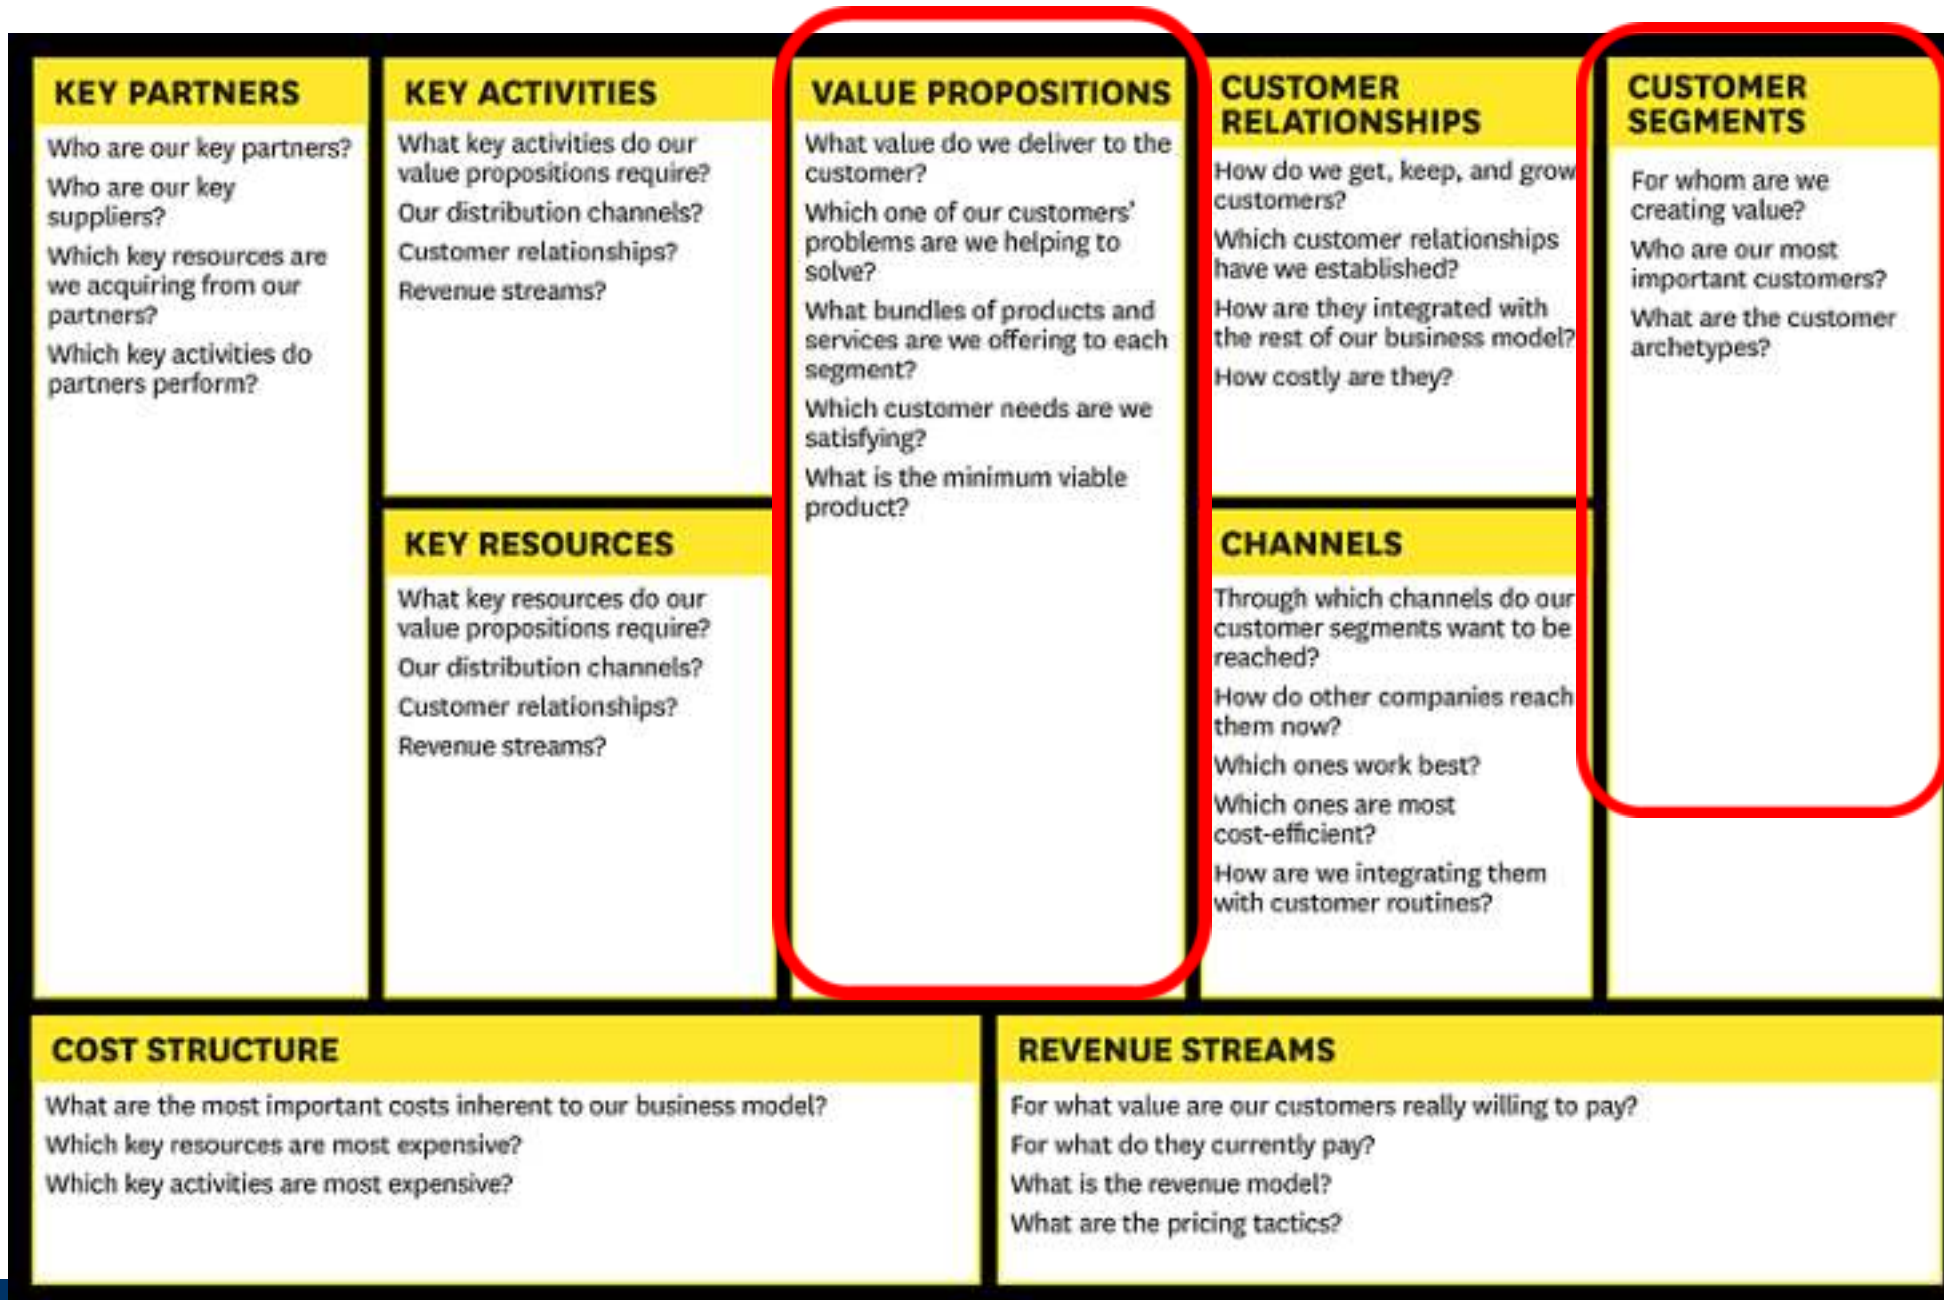 KEY PARTNERS
Who are our key partners?
Who are our key
suppliers?
Which key resources are
we acquiring from our
partners?
Which key activities do
partners perform?
KEY ACTIVITIES
What key activities do our
value propositions require?
Our distribution channels?
Customer relationships?
Revenue streams?
KEY RESOURCES
What key resources do our
value propositions require?
Our distribution channels?
Customer relationships?
Revenue streams?
VALUE PROPOSITIONS
What value do we deliver to the
customer?
Which one of our customers'
problems are we helping to
solve?
What bundles of products and
services are we offering to each
segment?
Which customer needs are we
satisfying?
What is the minimum viable
product?
CUSTOMER
RELATIONSHIPS
How do we get, keep, and grow
customers?
Which customer relationships
have we established?
How are they integrated with
the rest of our business model?
How costly are they?
CHANNELS
Through which channels do our
customer segments want to be
reached?
How do other companies reach
them now?
Which ones work best?
Which ones are most
cost-efficient?
How are we integrating them
with customer routines?
CUSTOMER
SEGMENTS
For whom are we
creating value?
Who are our most
important customers?
What are the customer
archetypes?
COST STRUCTURE
What are the most important costs inherent to our business model?
Which key resources are most expensive?
Which key activities are most expensive?
REVENUE STREAMS
For what value are our customers really willing to pay?
For what do they currently pay?
What is the revenue model?
What are the pricing tactics?